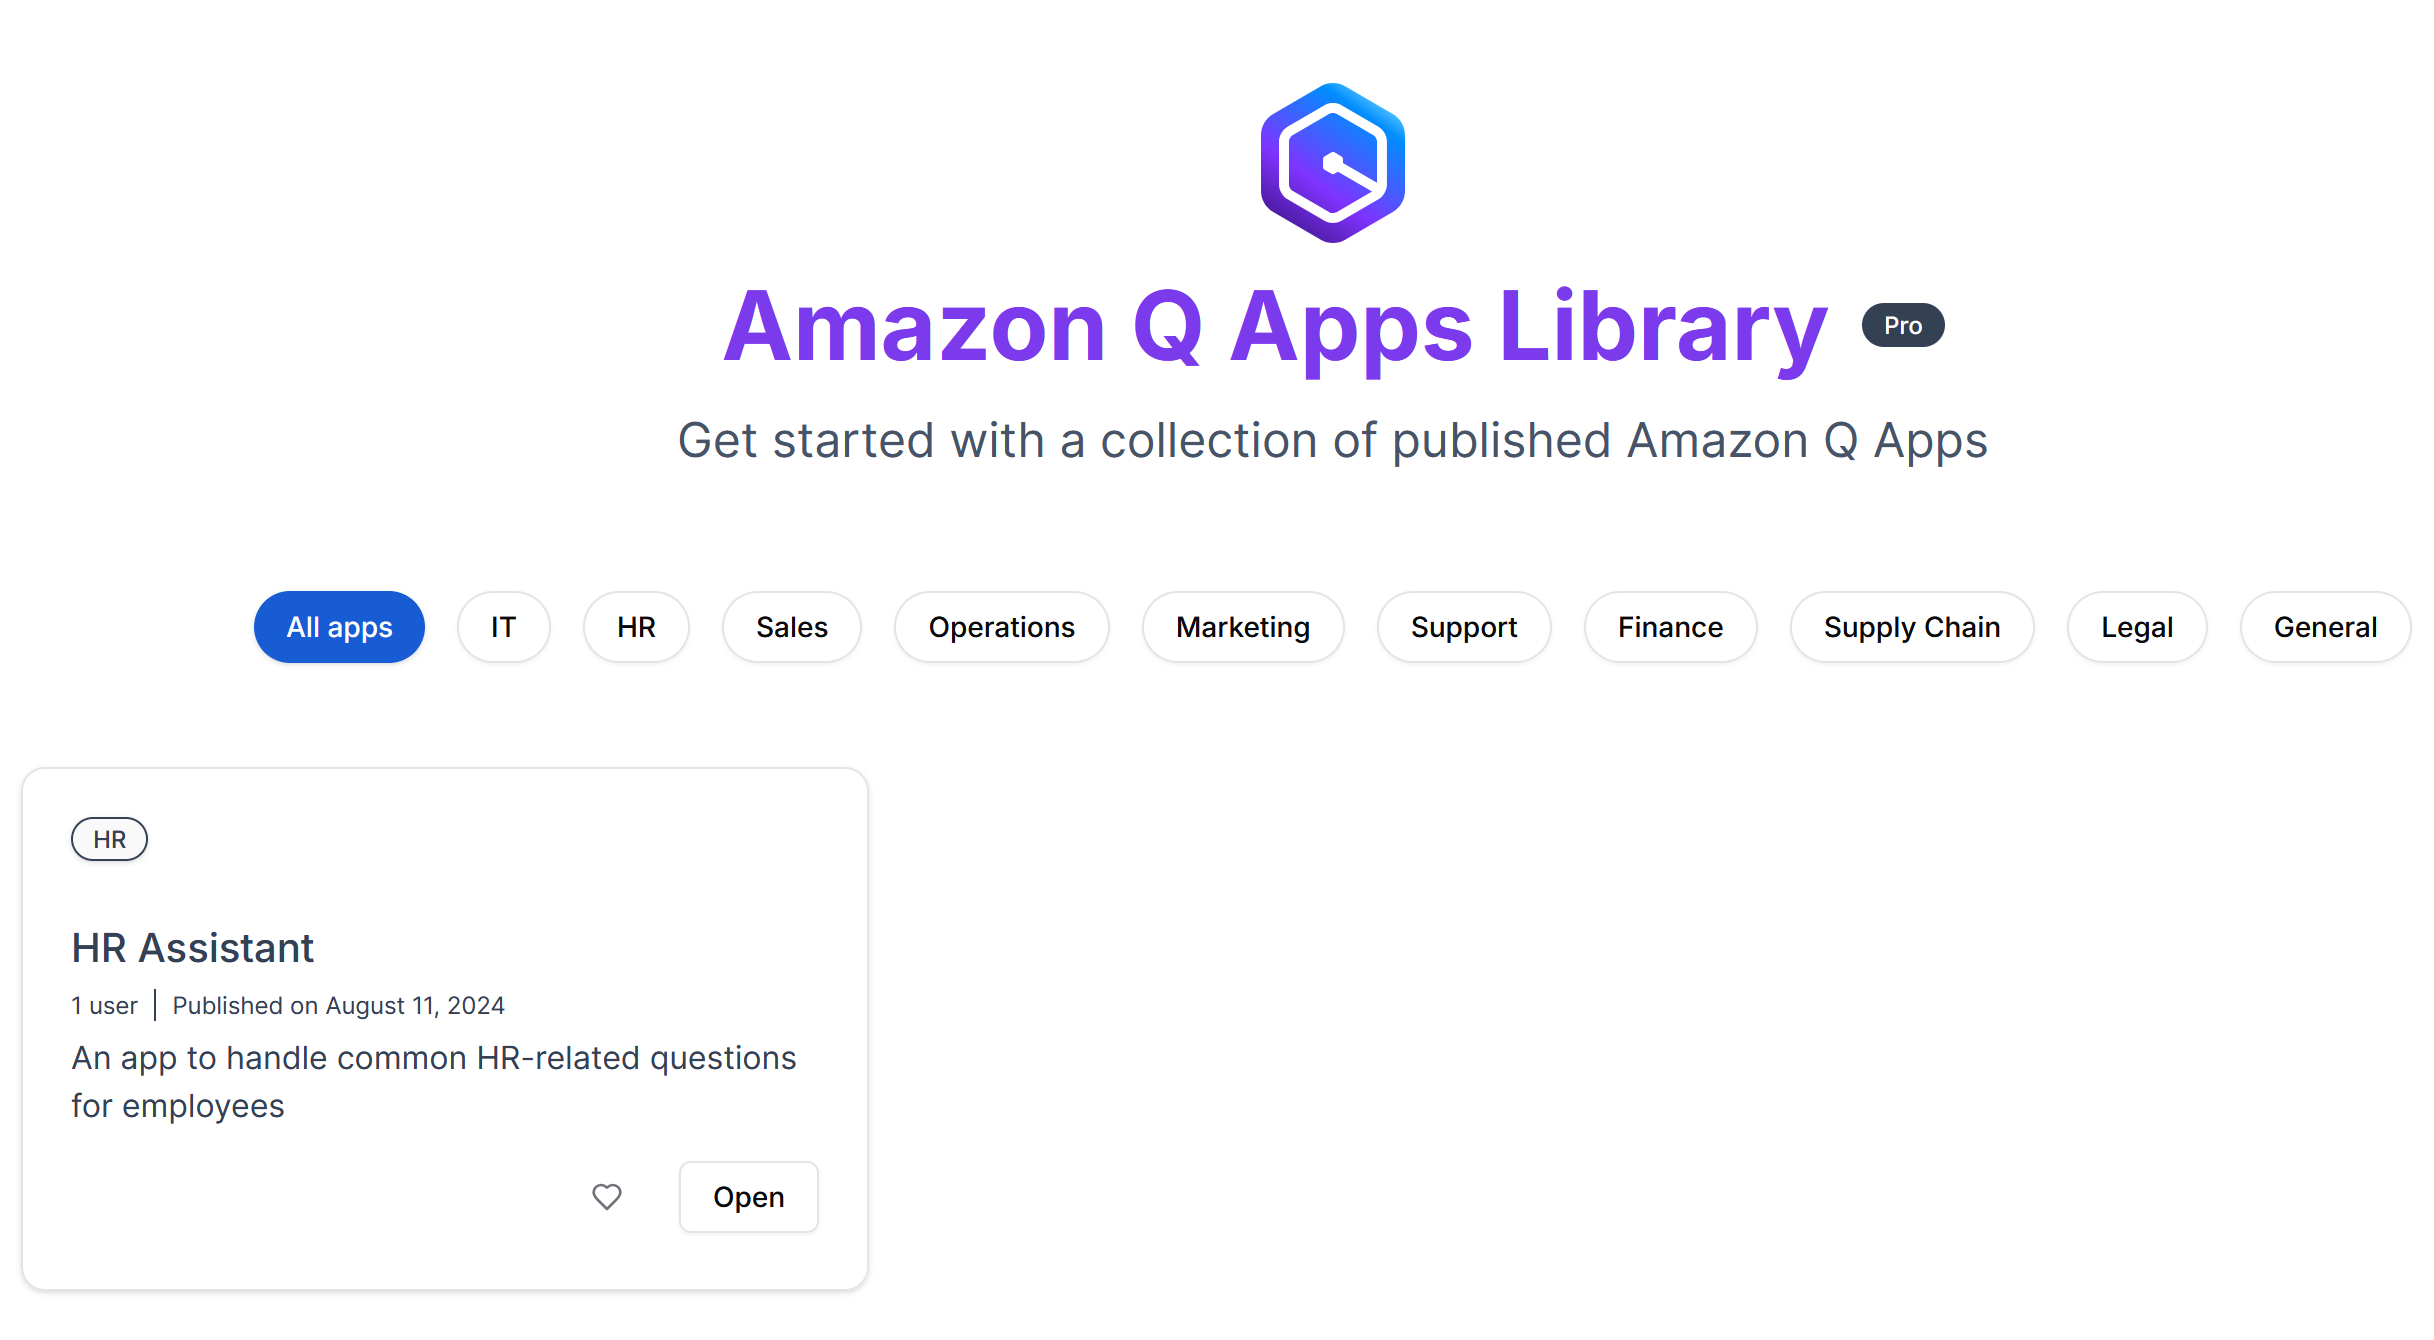 Amazon Q Apps Library Pro
Get started with a collection of published Amazon Q Apps
All apps IT HR Sales Operations Marketing Support Finance Supply Chain Legal General
HR
HR Assistant
1 user | Published on August 11, 2024
An app to handle common HR-related questions
for employees
Open